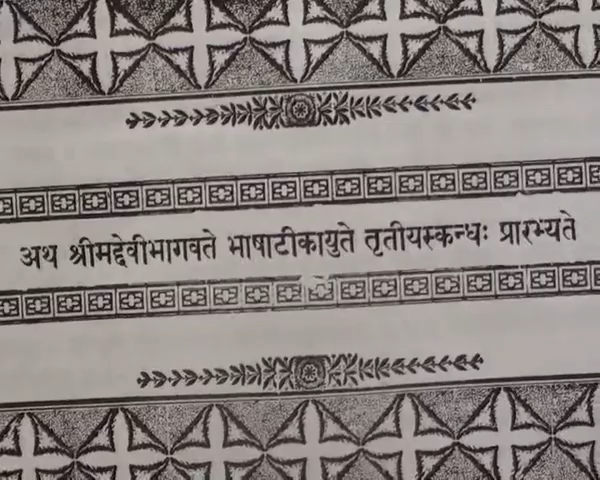 अथ श्रीमद्देवीभागवते भाषाटीकायुते तृतीयस्कन्धः प्रारभ्यते